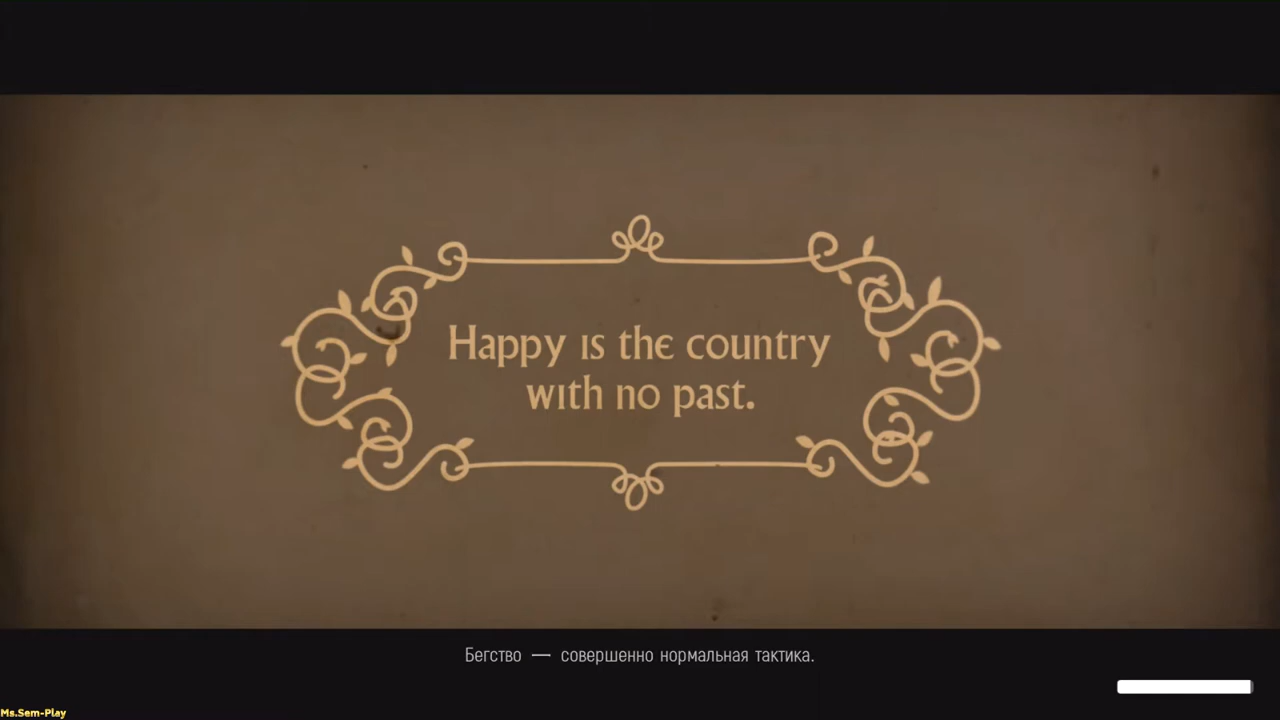 Happy is the country
with no past.
Бегство — совершенно нормальная тактика.
Ms.Sem-Play